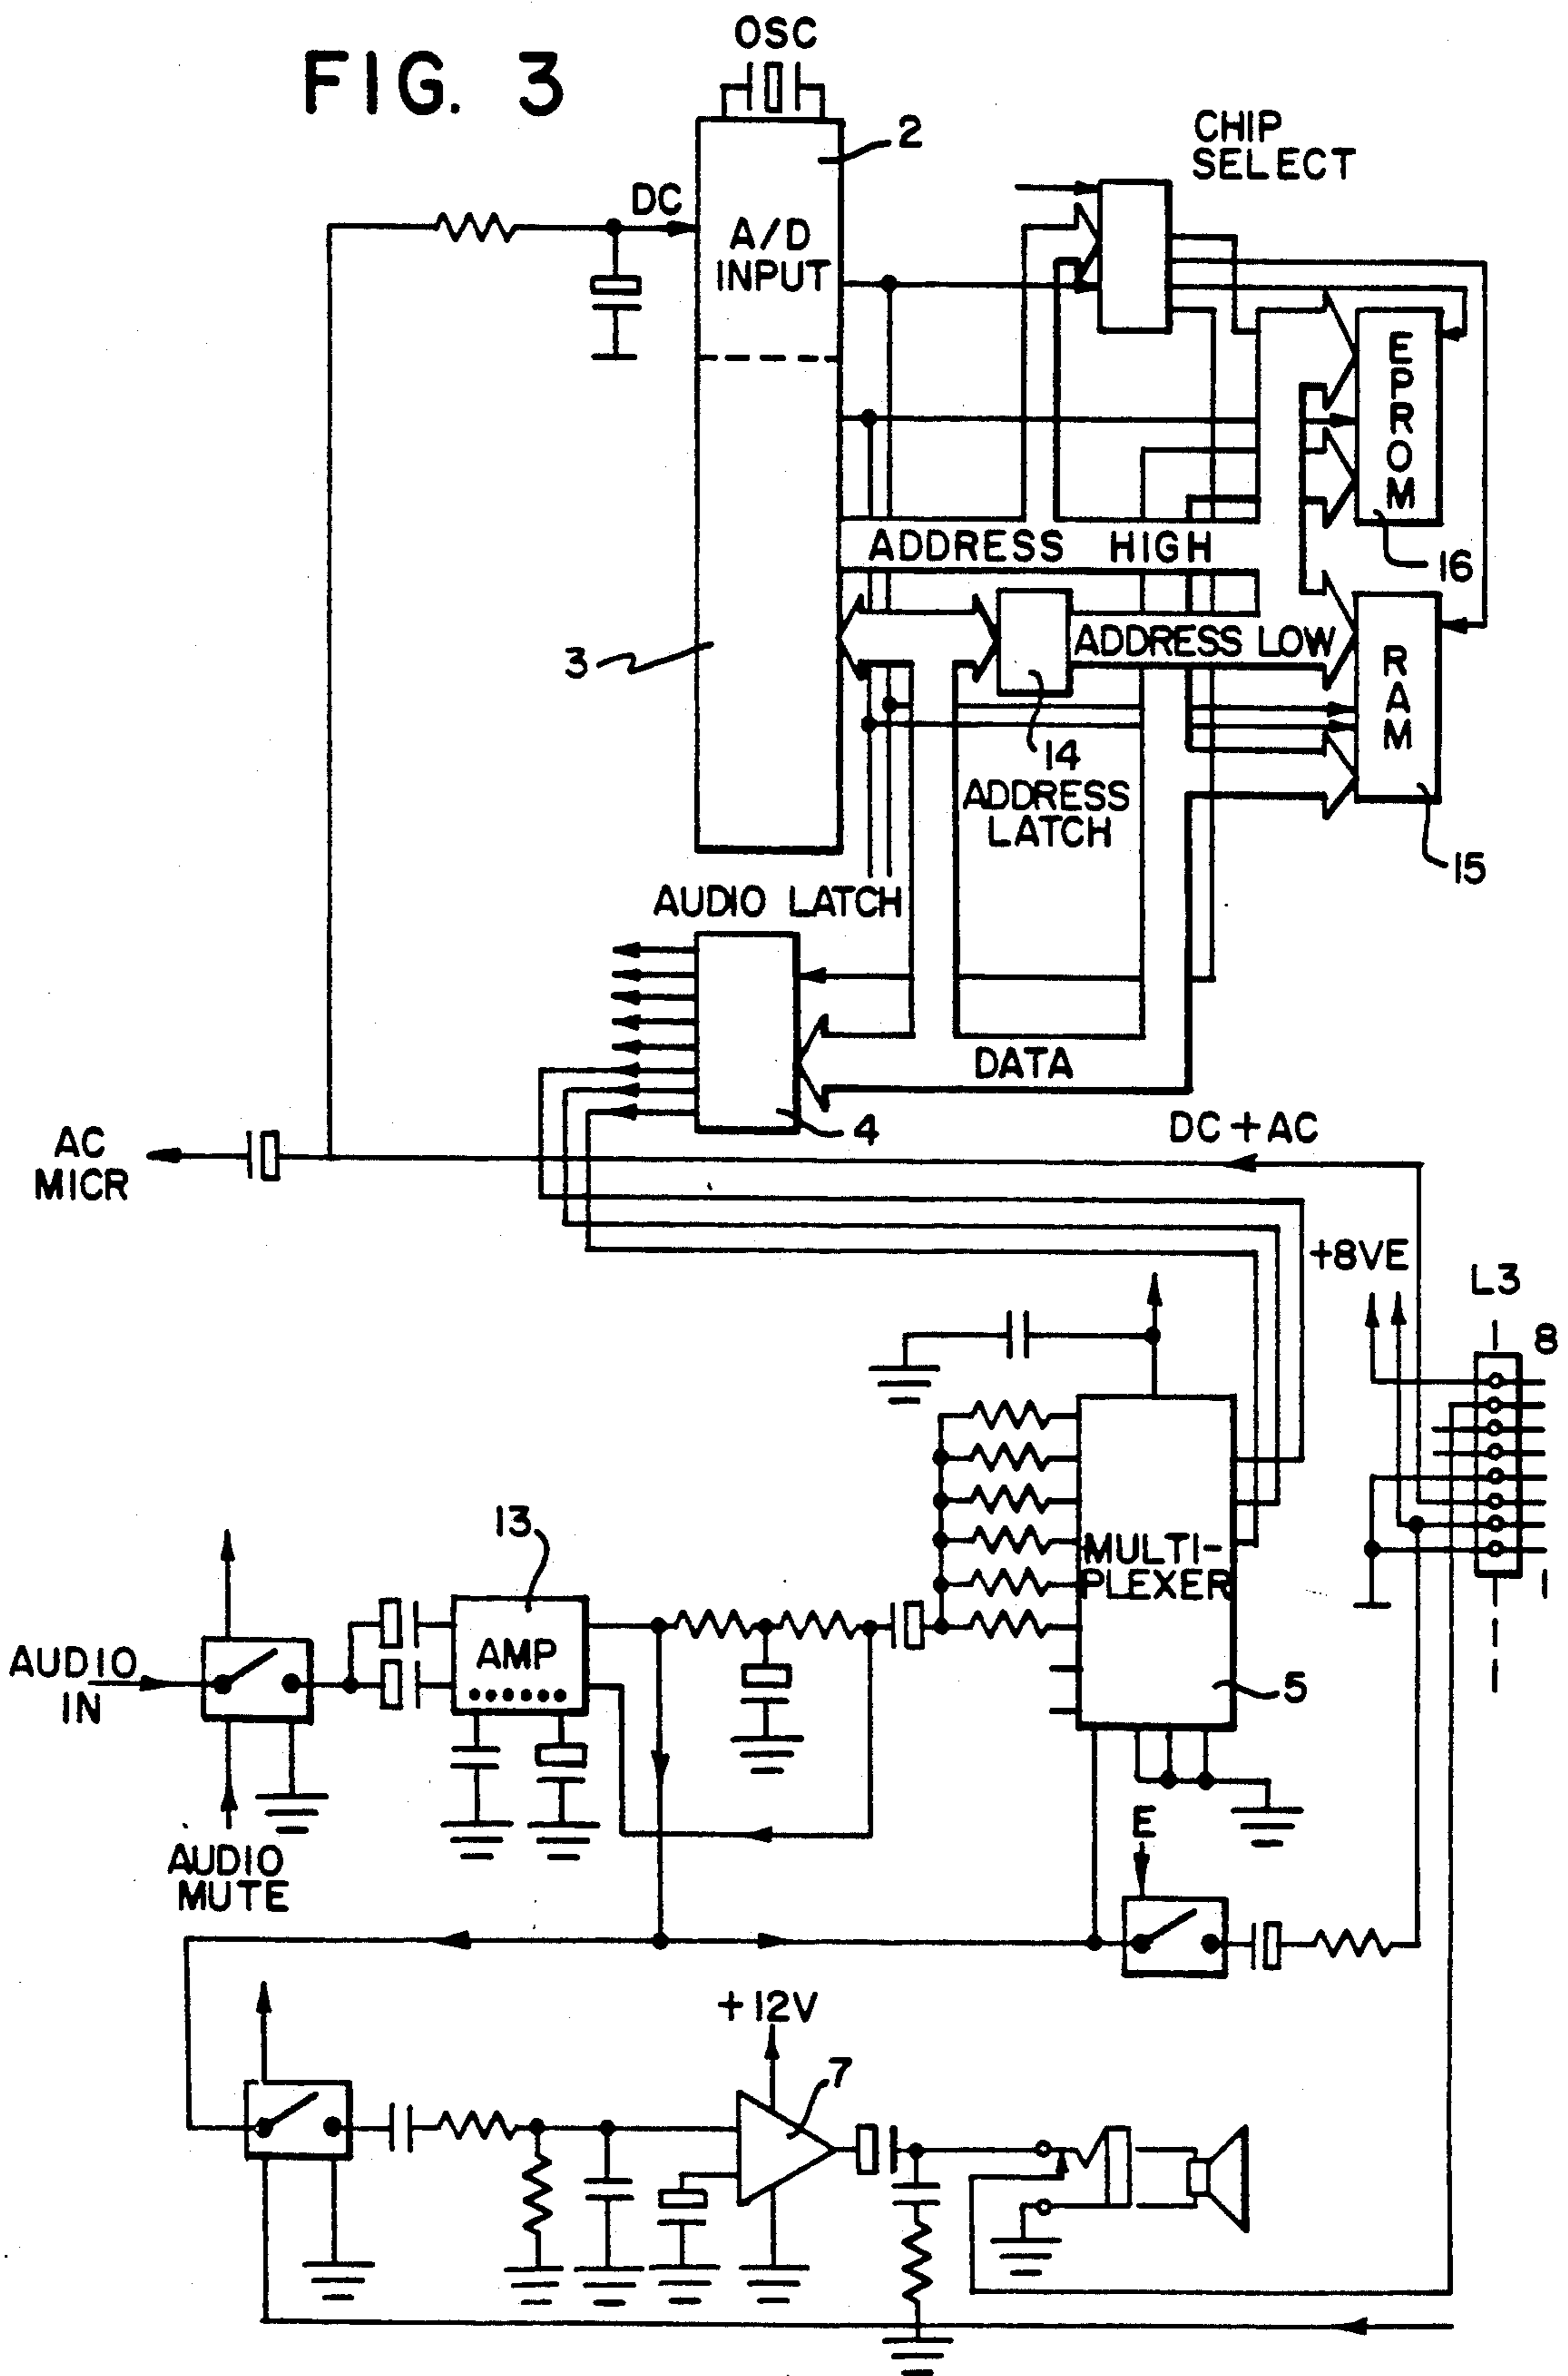 FIG. 3
OSC
2
CHIP
SELECT
DC
A/D
INPUT
EPROM
16
ADDRESS HIGH
3
ADDRESS LOW
RAM
14
ADDRESS
LATCH
15
AUDIO LATCH
DATA
4
AC
MICR
DC+AC
+8VE
L3
8
13
MULTI-
PLEXER
1
AMP
AUDIO
IN
5
E
AUDIO
MUTE
+12V
7